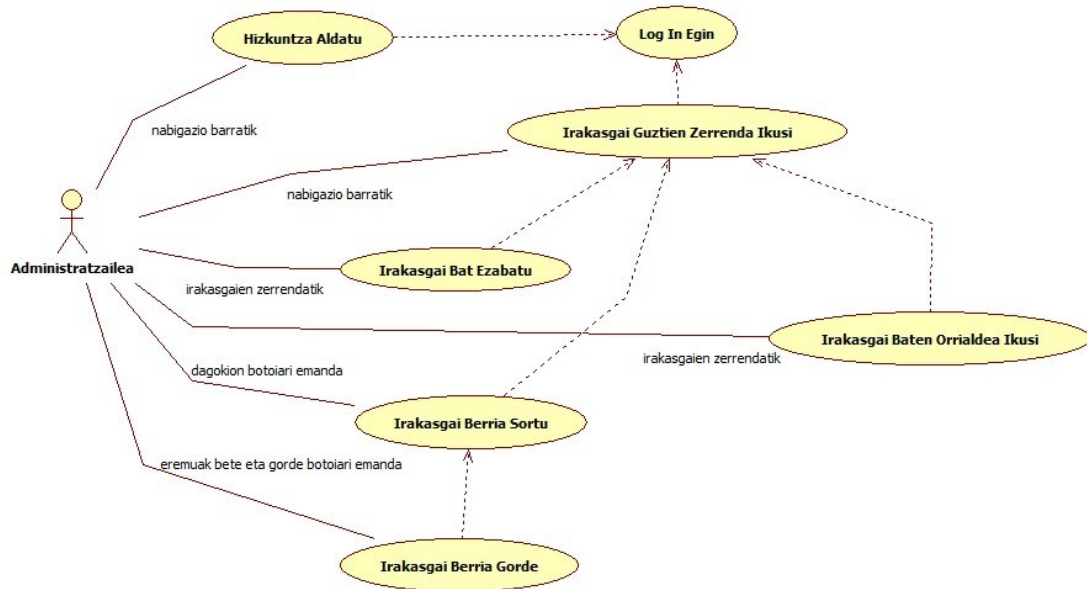 Hizkuntza Aldatu
Log In Egin
nabigazio barratik
Irakasgai Guztien Zerrenda Ikusi
nabigazio barratik
Administratzailea
Irakasgai Bat Ezabatu
irakasgaien zerrendatik
Irakasgai Baten Orrialdea Ikusi
irakasgaien zerrendatik
dagokion botoiari emanda
Irakasgai Berria Sortu
eremuak bete eta gorde botoiari emanda
Irakasgai Berria Gorde